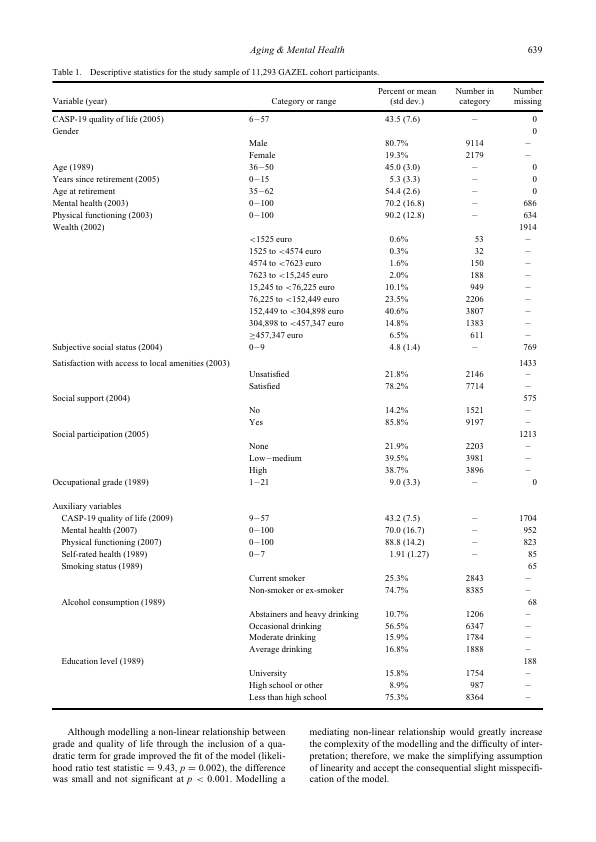 Aging & Mental Health 639
Table 1. Descriptive statistics for the study sample of 11,293 GAZEL cohort participants.
Percent or mean Number in Number
Variable (year) Category or range (std dev.) category missing
CASP-19 quality of life (2005) 6−57 43.5 (7.6) − 0
Gender 0
Male 80.7% 9114 −
Female 19.3% 2179 −
Age (1989) 36−50 45.0 (3.0) − 0
Years since retirement (2005) 0−15 5.3 (3.3) − 0
Age at retirement 35−62 54.4 (2.6) − 0
Mental health (2003) 0−100 70.2 (16.8) − 686
Physical functioning (2003) 0−100 90.2 (12.8) − 634
Wealth (2002) 1914
<1525 euro 0.6% 53 −
1525 to <4574 euro 0.3% 32 −
4574 to <7623 euro 1.6% 150 −
7623 to <15,245 euro 2.0% 188 −
15,245 to <76,225 euro 10.1% 949 −
76,225 to <152,449 euro 23.5% 2206 −
152,449 to <304,898 euro 40.6% 3807 −
304,898 to <457,347 euro 14.8% 1383 −
≥457,347 euro 6.5% 611 −
Subjective social status (2004) 0−9 4.8 (1.4) − 769
Satisfaction with access to local amenities (2003) 1433
Unsatisfied 21.8% 2146 −
Satisfied 78.2% 7714 −
Social support (2004) 575
No 14.2% 1521 −
Yes 85.8% 9197 −
Social participation (2005) 1213
None 21.9% 2203 −
Low−medium 39.5% 3981 −
High 38.7% 3896 −
Occupational grade (1989) 1−21 9.0 (3.3) − 0
Auxiliary variables
CASP-19 quality of life (2009) 9−57 43.2 (7.5) − 1704
Mental health (2007) 0−100 70.0 (16.7) − 952
Physical functioning (2007) 0−100 88.8 (14.2) − 823
Self-rated health (1989) 0−7 1.91 (1.27) − 85
Smoking status (1989) 65
Current smoker 25.3% 2843 −
Non-smoker or ex-smoker 74.7% 8385 −
Alcohol consumption (1989) 68
Abstainers and heavy drinking 10.7% 1206 −
Occasional drinking 56.5% 6347 −
Moderate drinking 15.9% 1784 −
Average drinking 16.8% 1888 −
Education level (1989) 188
University 15.8% 1754 −
High school or other 8.9% 987 −
Less than high school 75.3% 8364 −
Although modelling a non-linear relationship between
grade and quality of life through the inclusion of a qua-
dratic term for grade improved the fit of the model (likeli-
hood ratio test statistic = 9.43, p = 0.002), the difference
was small and not significant at p < 0.001. Modelling a
mediating non-linear relationship would greatly increase
the complexity of the modelling and the difficulty of inter-
pretation; therefore, we make the simplifying assumption
of linearity and accept the consequential slight misspecifi-
cation of the model.